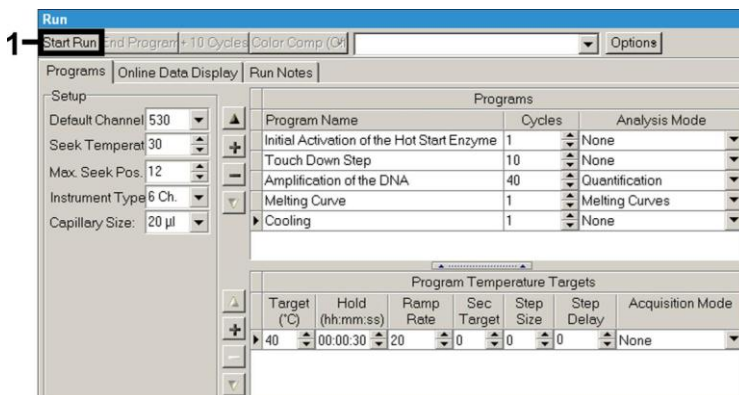 Run
1
Start Run End Program + 10 Cycles Color Comp (Off) Options
Programs Online Data Display Run Notes
Setup
Default Channel 530
Seek Temperat 30
Max. Seek Pos. 12
Instrument Type 6 Ch.
Capillary Size: 20 µl
Programs
Program Name Cycles Analysis Mode
Initial Activation of the Hot Start Enzyme 1 None
Touch Down Step 10 None
Amplification of the DNA 40 Quantification
Melting Curve 1 Melting Curves
Cooling 1 None
Program Temperature Targets
Target (°C) Hold (hh:mm:ss) Ramp Rate Sec Target Step Size Step Delay Acquisition Mode
40 00:00:30 20 0 0 0 None